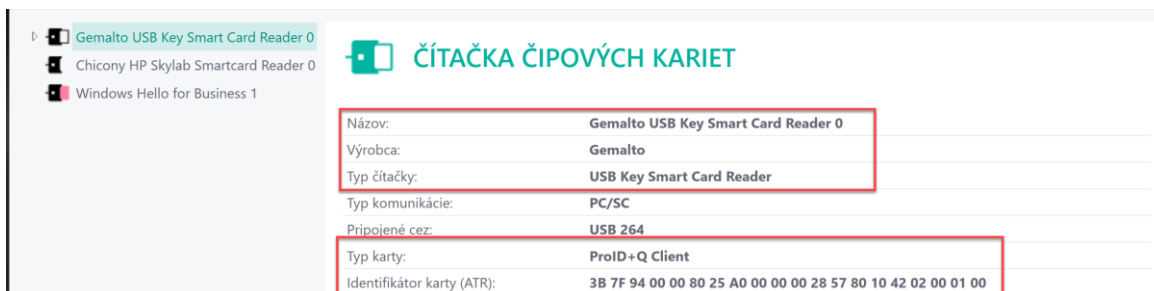 Gemalto USB Key Smart Card Reader 0
Chicony HP Skylab Smartcard Reader 0
Windows Hello for Business 1
ČÍTAČKA ČIPOVÝCH KARIET
Názov: Gemalto USB Key Smart Card Reader 0
Výrobca: Gemalto
Typ čítačky: USB Key Smart Card Reader
Typ komunikácie: PC/SC
Pripojené cez: USB 264
Typ karty: ProID+Q Client
Identifikátor karty (ATR): 3B 7F 94 00 00 80 25 A0 00 00 00 28 57 80 10 42 02 00 01 00